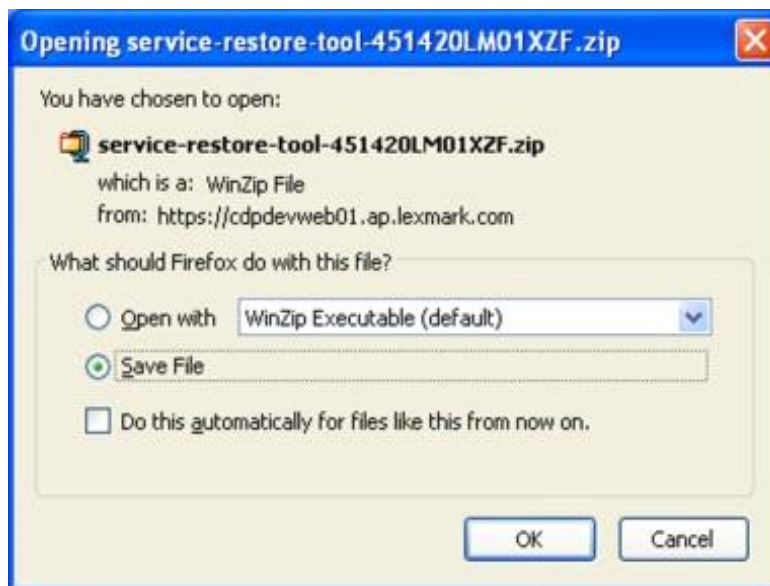 Opening service-restore-tool-451420LM01XZF.zip
You have chosen to open:
service-restore-tool-451420LM01XZF.zip
which is a: WinZip File
from: https://cdpdevweb01.ap.lexmark.com
What should Firefox do with this file?
Open with WinZip Executable (default)
Save File
Do this automatically for files like this from now on.
OK Cancel